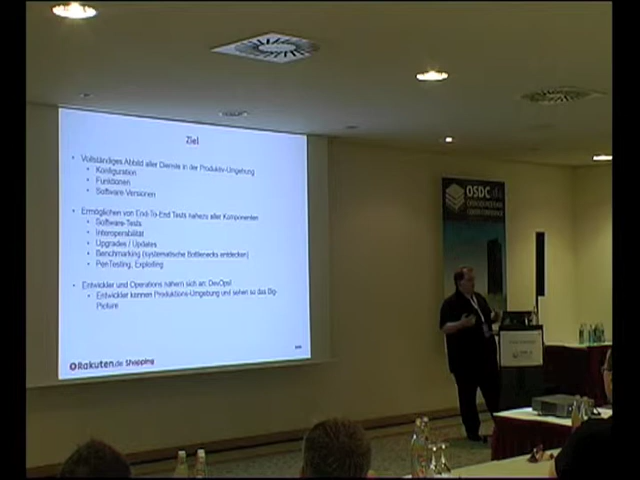 Ziel
• Vollständiges Abbild aller Dienste in der Produktiv-Umgebung
• Konfiguration
• Funktionen
• Software Versionen
• Ermöglichen von End-To-End Tests nahezu aller Komponenten
• Software-Tests
• Interoperabilität
• Upgrades / Updates
• Benchmarking (systematische Bottlenecks entdecken)
• PenTesting, Exploiting
• Entwickler und Operations nähern sich an: DevOps!
• Entwickler kennen Produktions-Umgebung und sehen so das Big-
Picture
Rakuten.de Shopping
OSDC.de